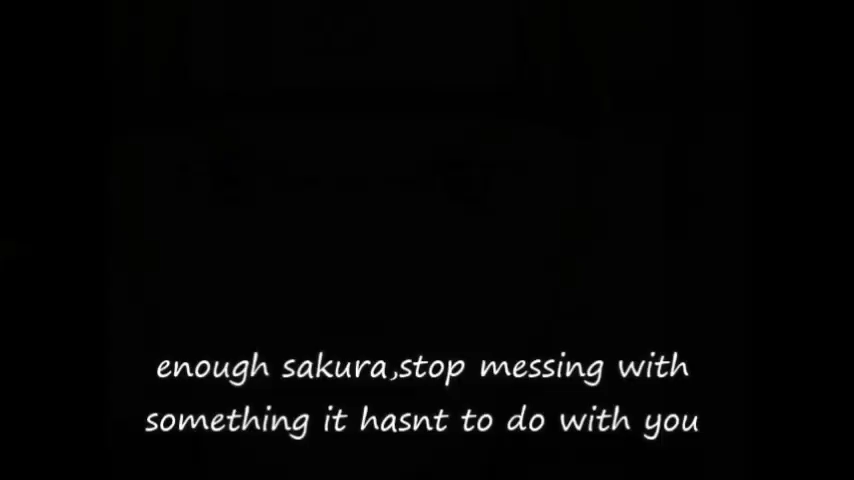 enough sakura,stop messing with
something it hasnt to do with you